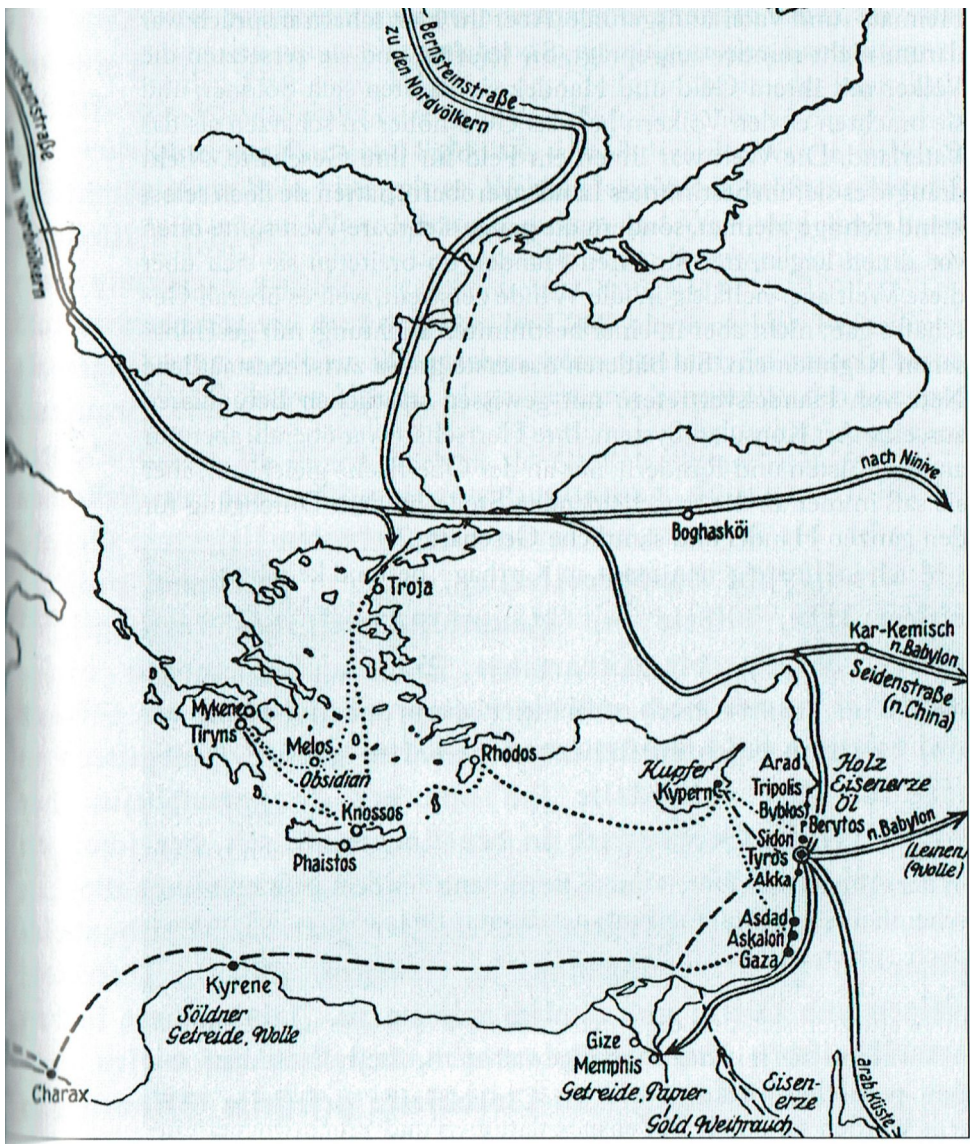 Bernsteinstraße
zu den Nordvölkern
nach Ninive
Boghasköi
Troja
Kar-Kemisch
n. Babylon
Seidenstraße
(n. China)
Mykene
Tiryns
Melos
Obsidian
Rhodos
Kupfer
Kypern
Arad
Tripolis
Byblos
Berytos
Holz
Eisenerze
Öl
n. Babylon
(Leinen)
(Wolle)
Sidon
Tyros
Akka
Knossos
Phaistos
Asdad
Askalon
Gaza
Kyrene
Söldner
Getreide, Wolle
Charax
Gize
Memphis
Getreide, Papier
Gold, Weihrauch
Eisen-
erze
arab. küste